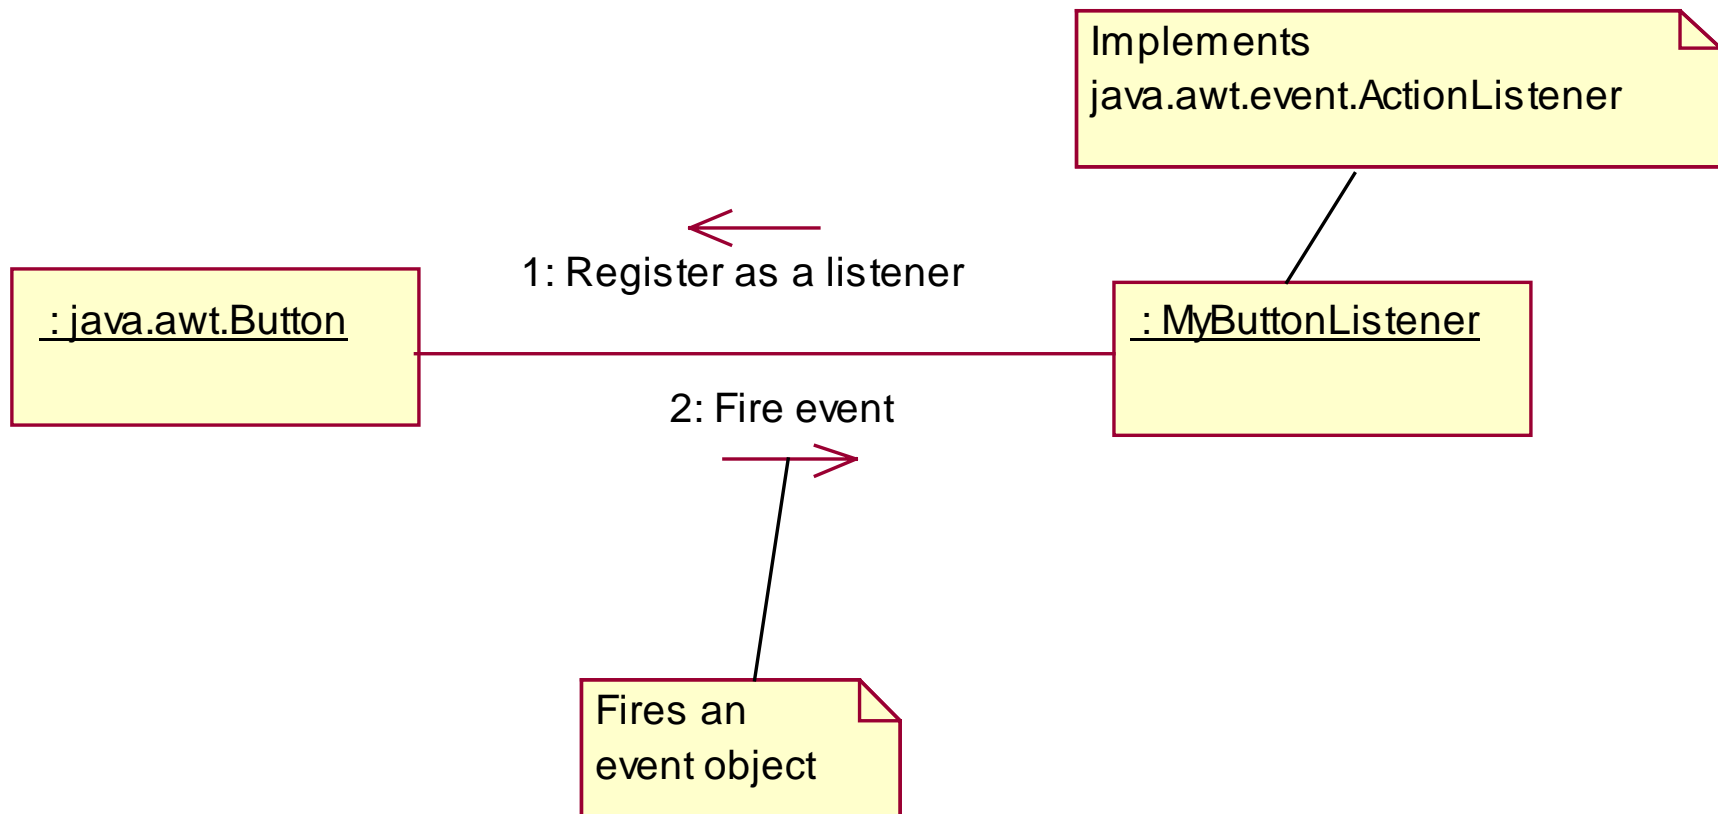 Implements
java.awt.event.ActionListener
1: Register as a listener
: java.awt.Button
: MyButtonListener
2: Fire event
Fires an
event object